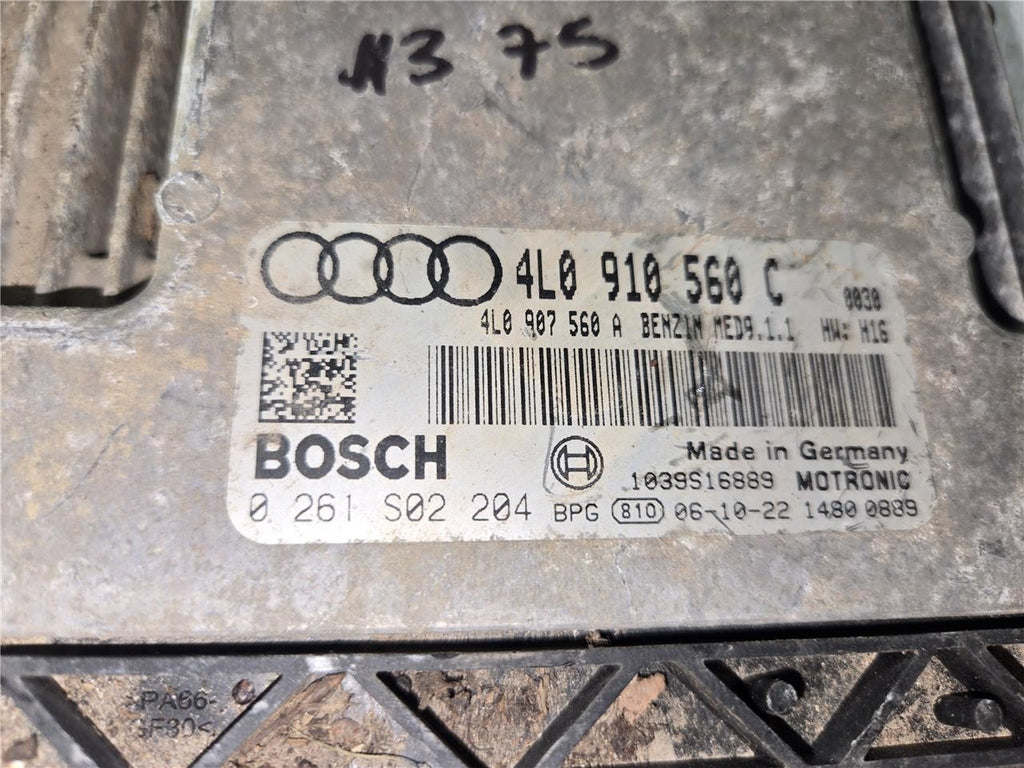 N3 75
4L0 910 560 C 0030
4L0 907 560 A BENZIN MED9.1.1 HW: H16
BOSCH Made in Germany
1039S16889 MOTRONIC
0 261 S02 204 BPG 810 06-10-22 1480 0889
>PA66-
GF30<